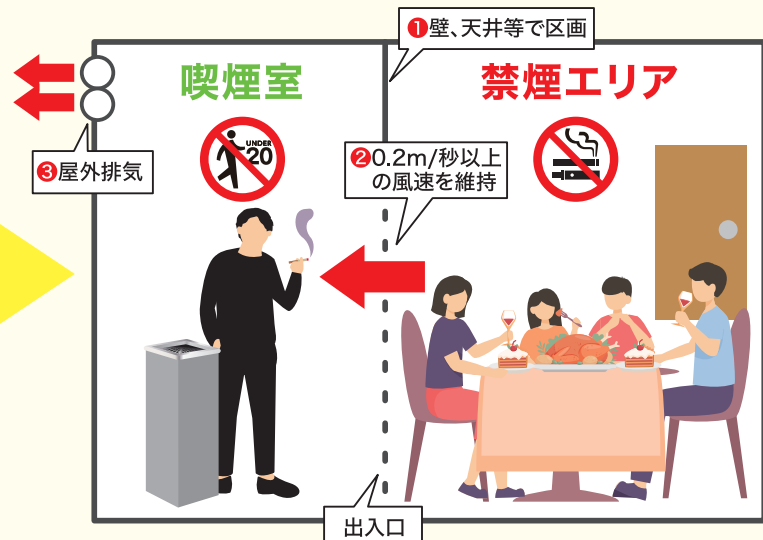 ❶壁、天井等で区画
喫煙室
禁煙エリア
UNDER
20
❷0.2m/秒以上
の風速を維持
❸屋外排気
出入口